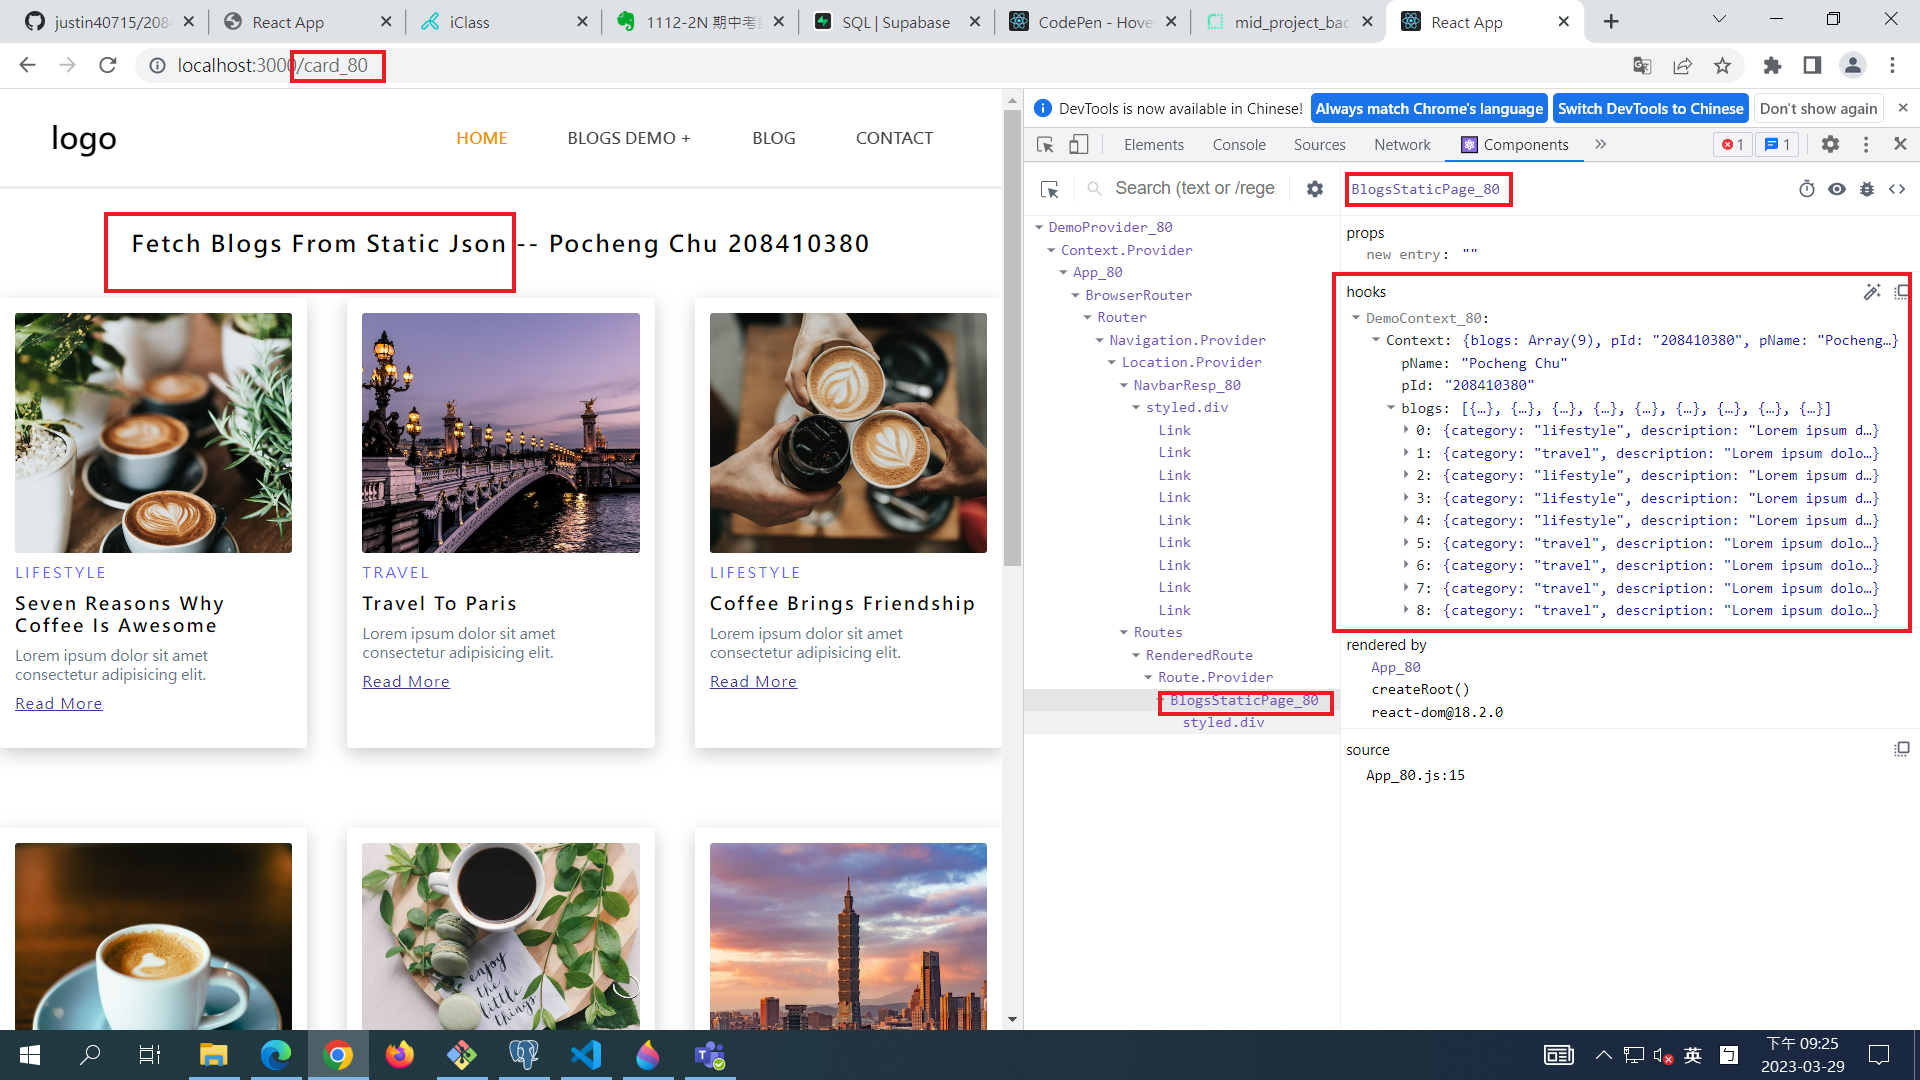 justin40715/208
React App
iClass
1112-2N 期中考
SQL | Supabase
CodePen - Hove
mid_project_bac
React App
localhost:3000/card_80
logo
HOME
BLOGS DEMO +
BLOG
CONTACT
Fetch Blogs From Static Json -- Pocheng Chu 208410380
LIFESTYLE
Seven Reasons Why
Coffee Is Awesome
Lorem ipsum dolor sit amet
consectetur adipisicing elit.
Read More
TRAVEL
Travel To Paris
Lorem ipsum dolor sit amet
consectetur adipisicing elit.
Read More
LIFESTYLE
Coffee Brings Friendship
Lorem ipsum dolor sit amet
consectetur adipisicing elit.
Read More
enjoy
the
little
things
DevTools is now available in Chinese!
Always match Chrome's language
Switch DevTools to Chinese
Don't show again
Elements
Console
Sources
Network
Components
1
1
Search (text or /rege
DemoProvider_80
Context.Provider
App_80
BrowserRouter
Router
Navigation.Provider
Location.Provider
NavbarResp_80
styled.div
Link
Link
Link
Link
Link
Link
Link
Link
Link
Routes
RenderedRoute
Route.Provider
BlogsStaticPage_80
styled.div
BlogsStaticPage_80
props
new entry: ""
hooks
DemoContext_80:
Context: {blogs: Array(9), pId: "208410380", pName: "Pocheng…}
pName: "Pocheng Chu"
pId: "208410380"
blogs: [{…}, {…}, {…}, {…}, {…}, {…}, {…}, {…}, {…}]
0: {category: "lifestyle", description: "Lorem ipsum d…}
1: {category: "travel", description: "Lorem ipsum dolo…}
2: {category: "lifestyle", description: "Lorem ipsum d…}
3: {category: "lifestyle", description: "Lorem ipsum d…}
4: {category: "lifestyle", description: "Lorem ipsum d…}
5: {category: "travel", description: "Lorem ipsum dolo…}
6: {category: "travel", description: "Lorem ipsum dolo…}
7: {category: "travel", description: "Lorem ipsum dolo…}
8: {category: "travel", description: "Lorem ipsum dolo…}
rendered by
App_80
createRoot()
react-dom@18.2.0
source
App_80.js:15
英
ㄅ
下午 09:25
2023-03-29